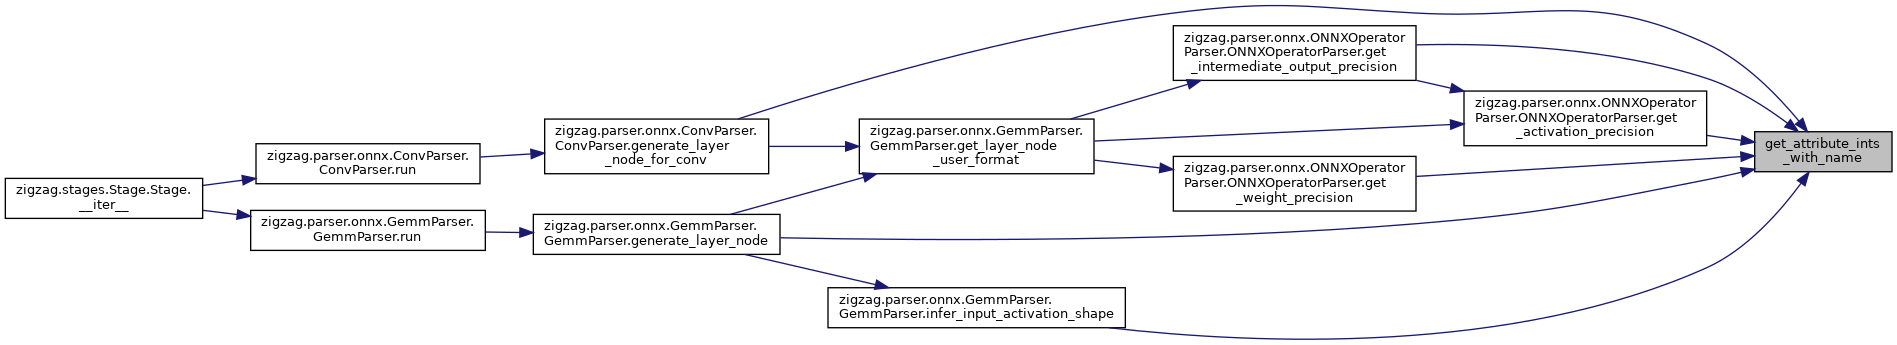 zigzag.stages.Stage.Stage.
__iter__
zigzag.parser.onnx.ConvParser.
ConvParser.run
zigzag.parser.onnx.GemmParser.
GemmParser.run
zigzag.parser.onnx.ConvParser.
ConvParser.generate_layer
_node_for_conv
zigzag.parser.onnx.GemmParser.
GemmParser.generate_layer_node
zigzag.parser.onnx.GemmParser.
GemmParser.get_layer_node
_user_format
zigzag.parser.onnx.GemmParser.
GemmParser.infer_input_activation_shape
zigzag.parser.onnx.ONNXOperator
Parser.ONNXOperatorParser.get
_intermediate_output_precision
zigzag.parser.onnx.ONNXOperator
Parser.ONNXOperatorParser.get
_weight_precision
zigzag.parser.onnx.ONNXOperator
Parser.ONNXOperatorParser.get
_activation_precision
get_attribute_ints
_with_name